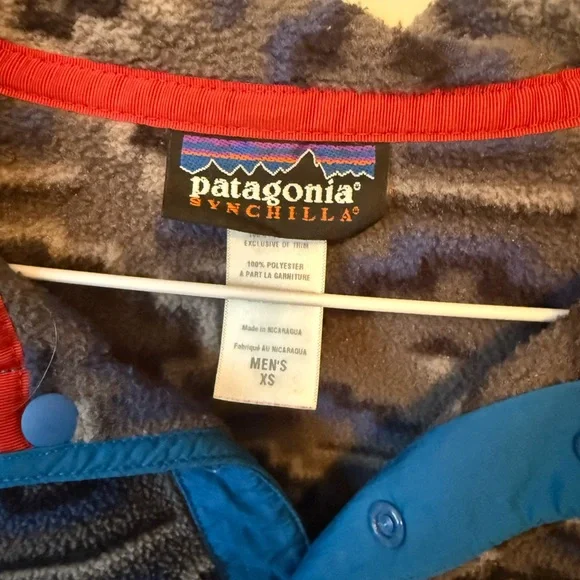 patagonia®
SYNCHILLA®
EXCLUSIVE OF TRIM
100% POLYESTER
À PART LA GARNITURE
Made in NICARAGUA
Fabriqué AU NICARAGUA
MEN'S
XS